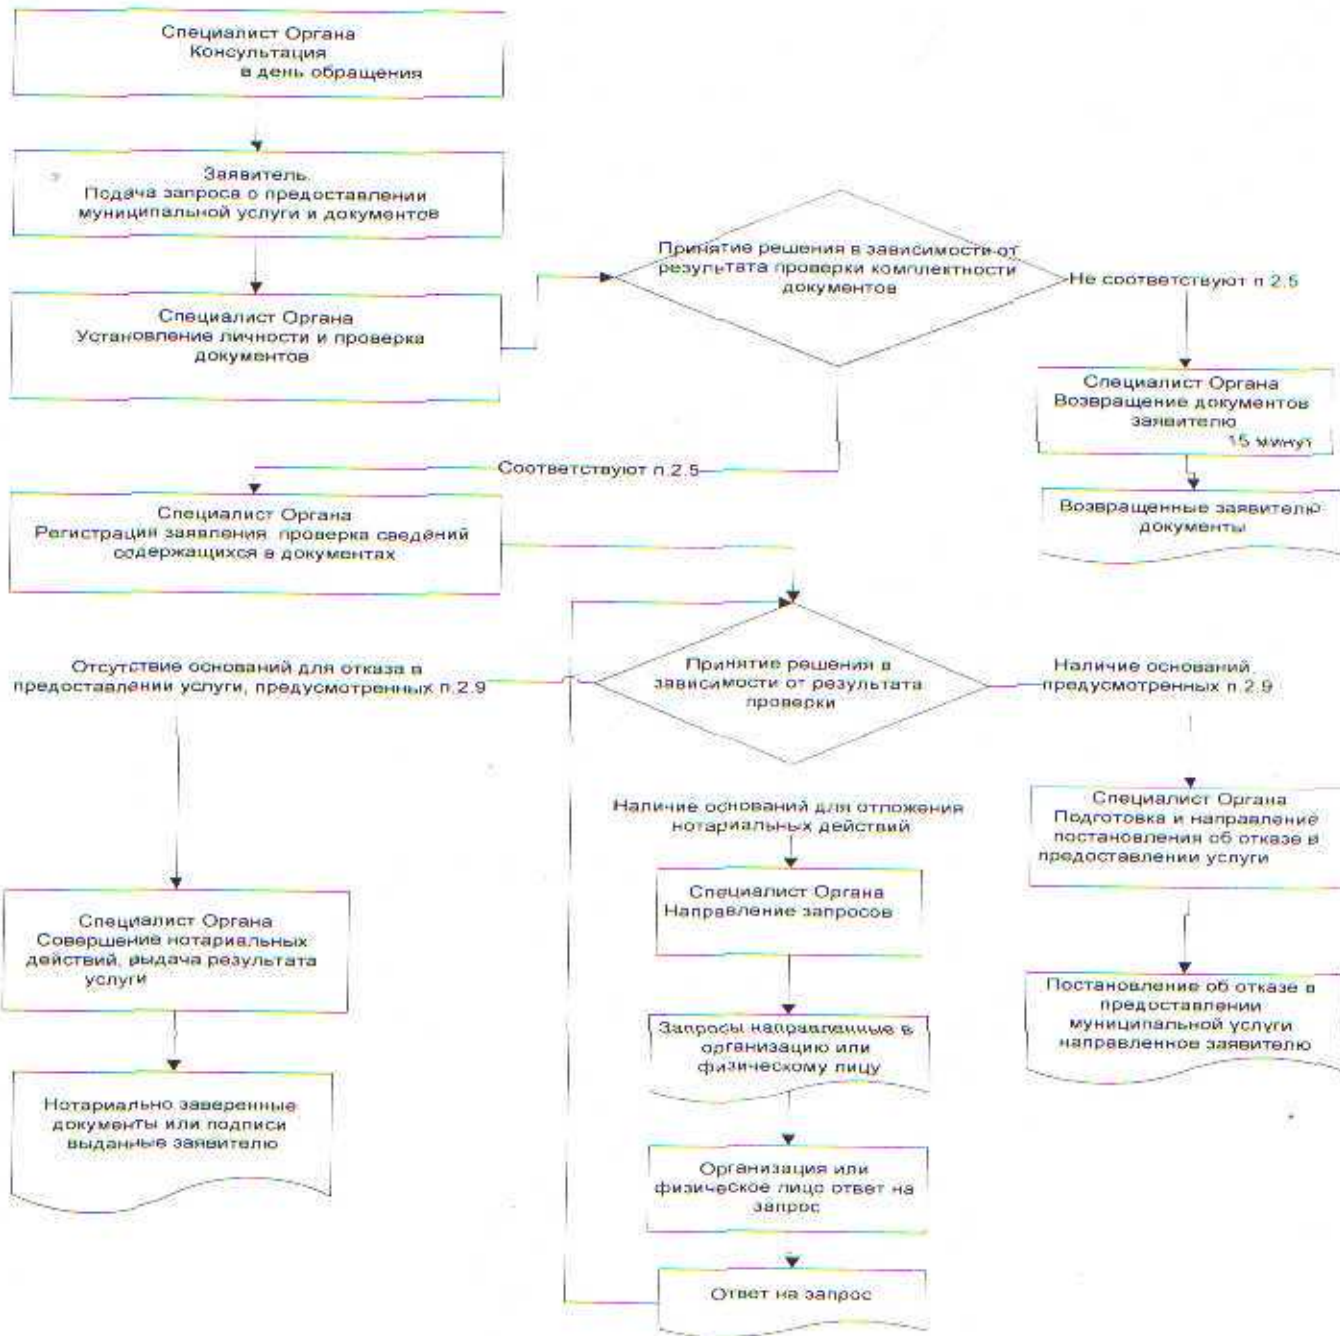 Специалист Органа
Консультация
в день обращения
Заявитель.
Подача запроса о предоставлении
муниципальной услуги и документов
Специалист Органа
Установление личности и проверка
документов
Принятие решения в зависимости от
результата проверки комплектности
документов
Не соответствуют п 2.5
Специалист Органа
Возвращение документов
заявителю
15 минут
Возвращенные заявителю
документы
Соответствуют п.2.5
Специалист Органа
Регистрация заявления проверка сведений
содержащихся в документах
Принятие решения в
зависимости от результата
проверки
Отсутствие оснований для отказа в
предоставлении услуги, предусмотренных п.2.9
Наличие оснований
предусмотренных п.2.9
Специалист Органа
Совершение нотариальных
действий, выдача результата
услуги
Нотариально заверенные
документы или подписи
выданные заявителю
Наличие оснований для отложения
нотариальных действий
Специалист Органа
Направление запросов
Запросы направленные в
организацию или
физическому лицу
Организация или
физическое лицо ответ на
запрос
Ответ на запрос
Специалист Органа
Подготовка и направление
постановления об отказе в
предоставлении услуги
Постановление об отказе в
предоставлении
муниципальной услуги
направленное заявителю